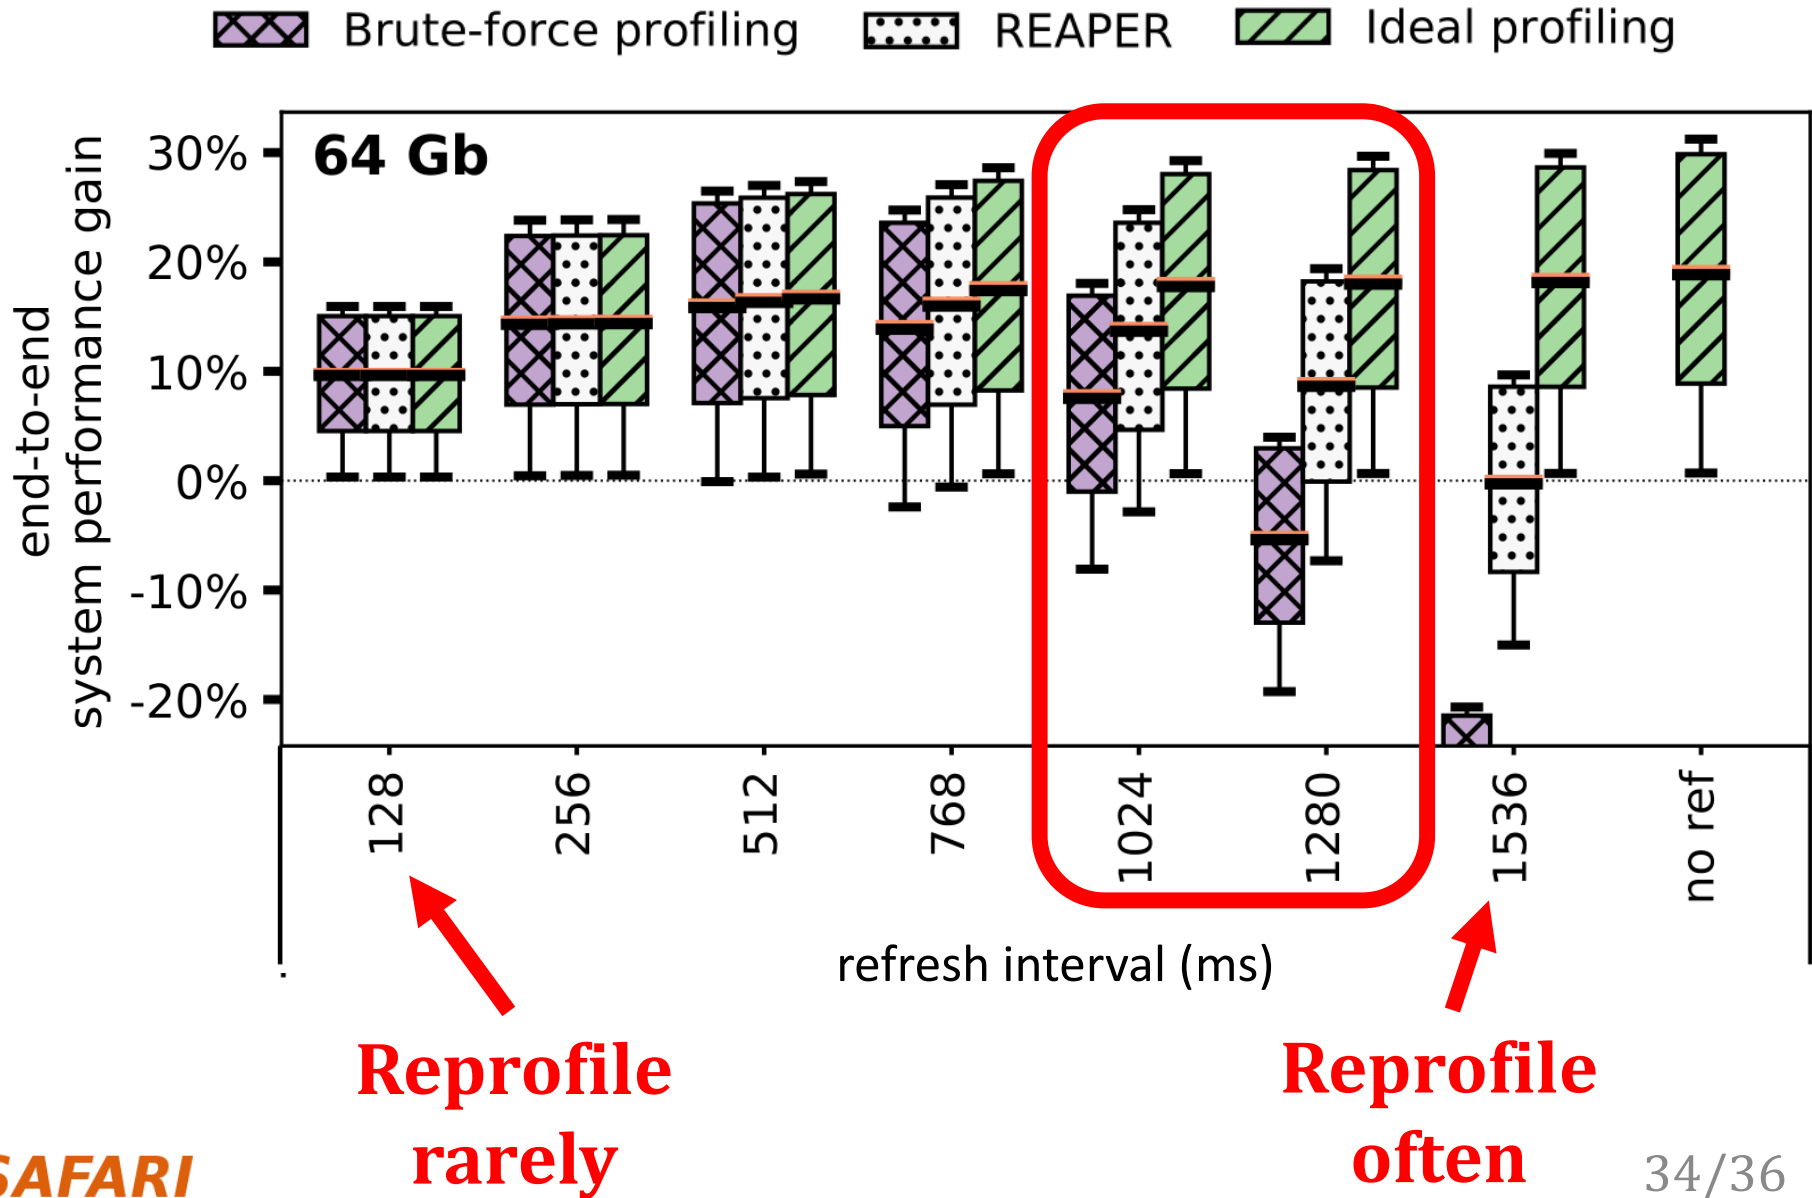 Brute-force profiling REAPER Ideal profiling
64 Gb
end-to-end
system performance gain
30%
20%
10%
0%
-10%
-20%
128 256 512 768 1024 1280 1536 no ref
refresh interval (ms)
Reprofile
rarely
Reprofile
often
SAFARI
34/36